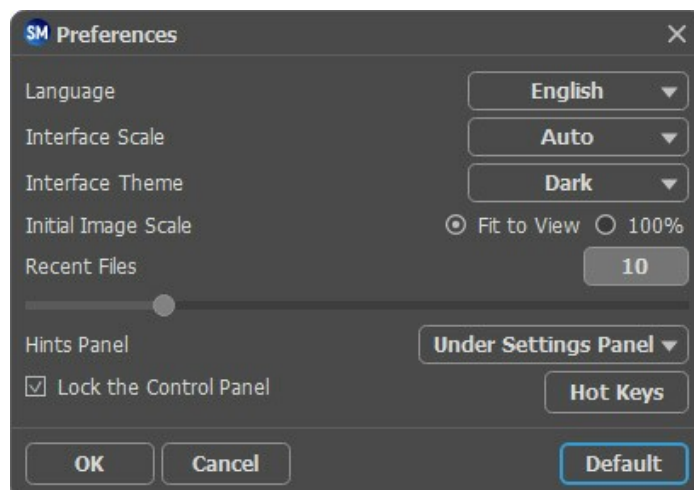 SM Preferences
Language English
Interface Scale Auto
Interface Theme Dark
Initial Image Scale Fit to View 100%
Recent Files 10
Hints Panel Under Settings Panel
Lock the Control Panel Hot Keys
OK Cancel Default